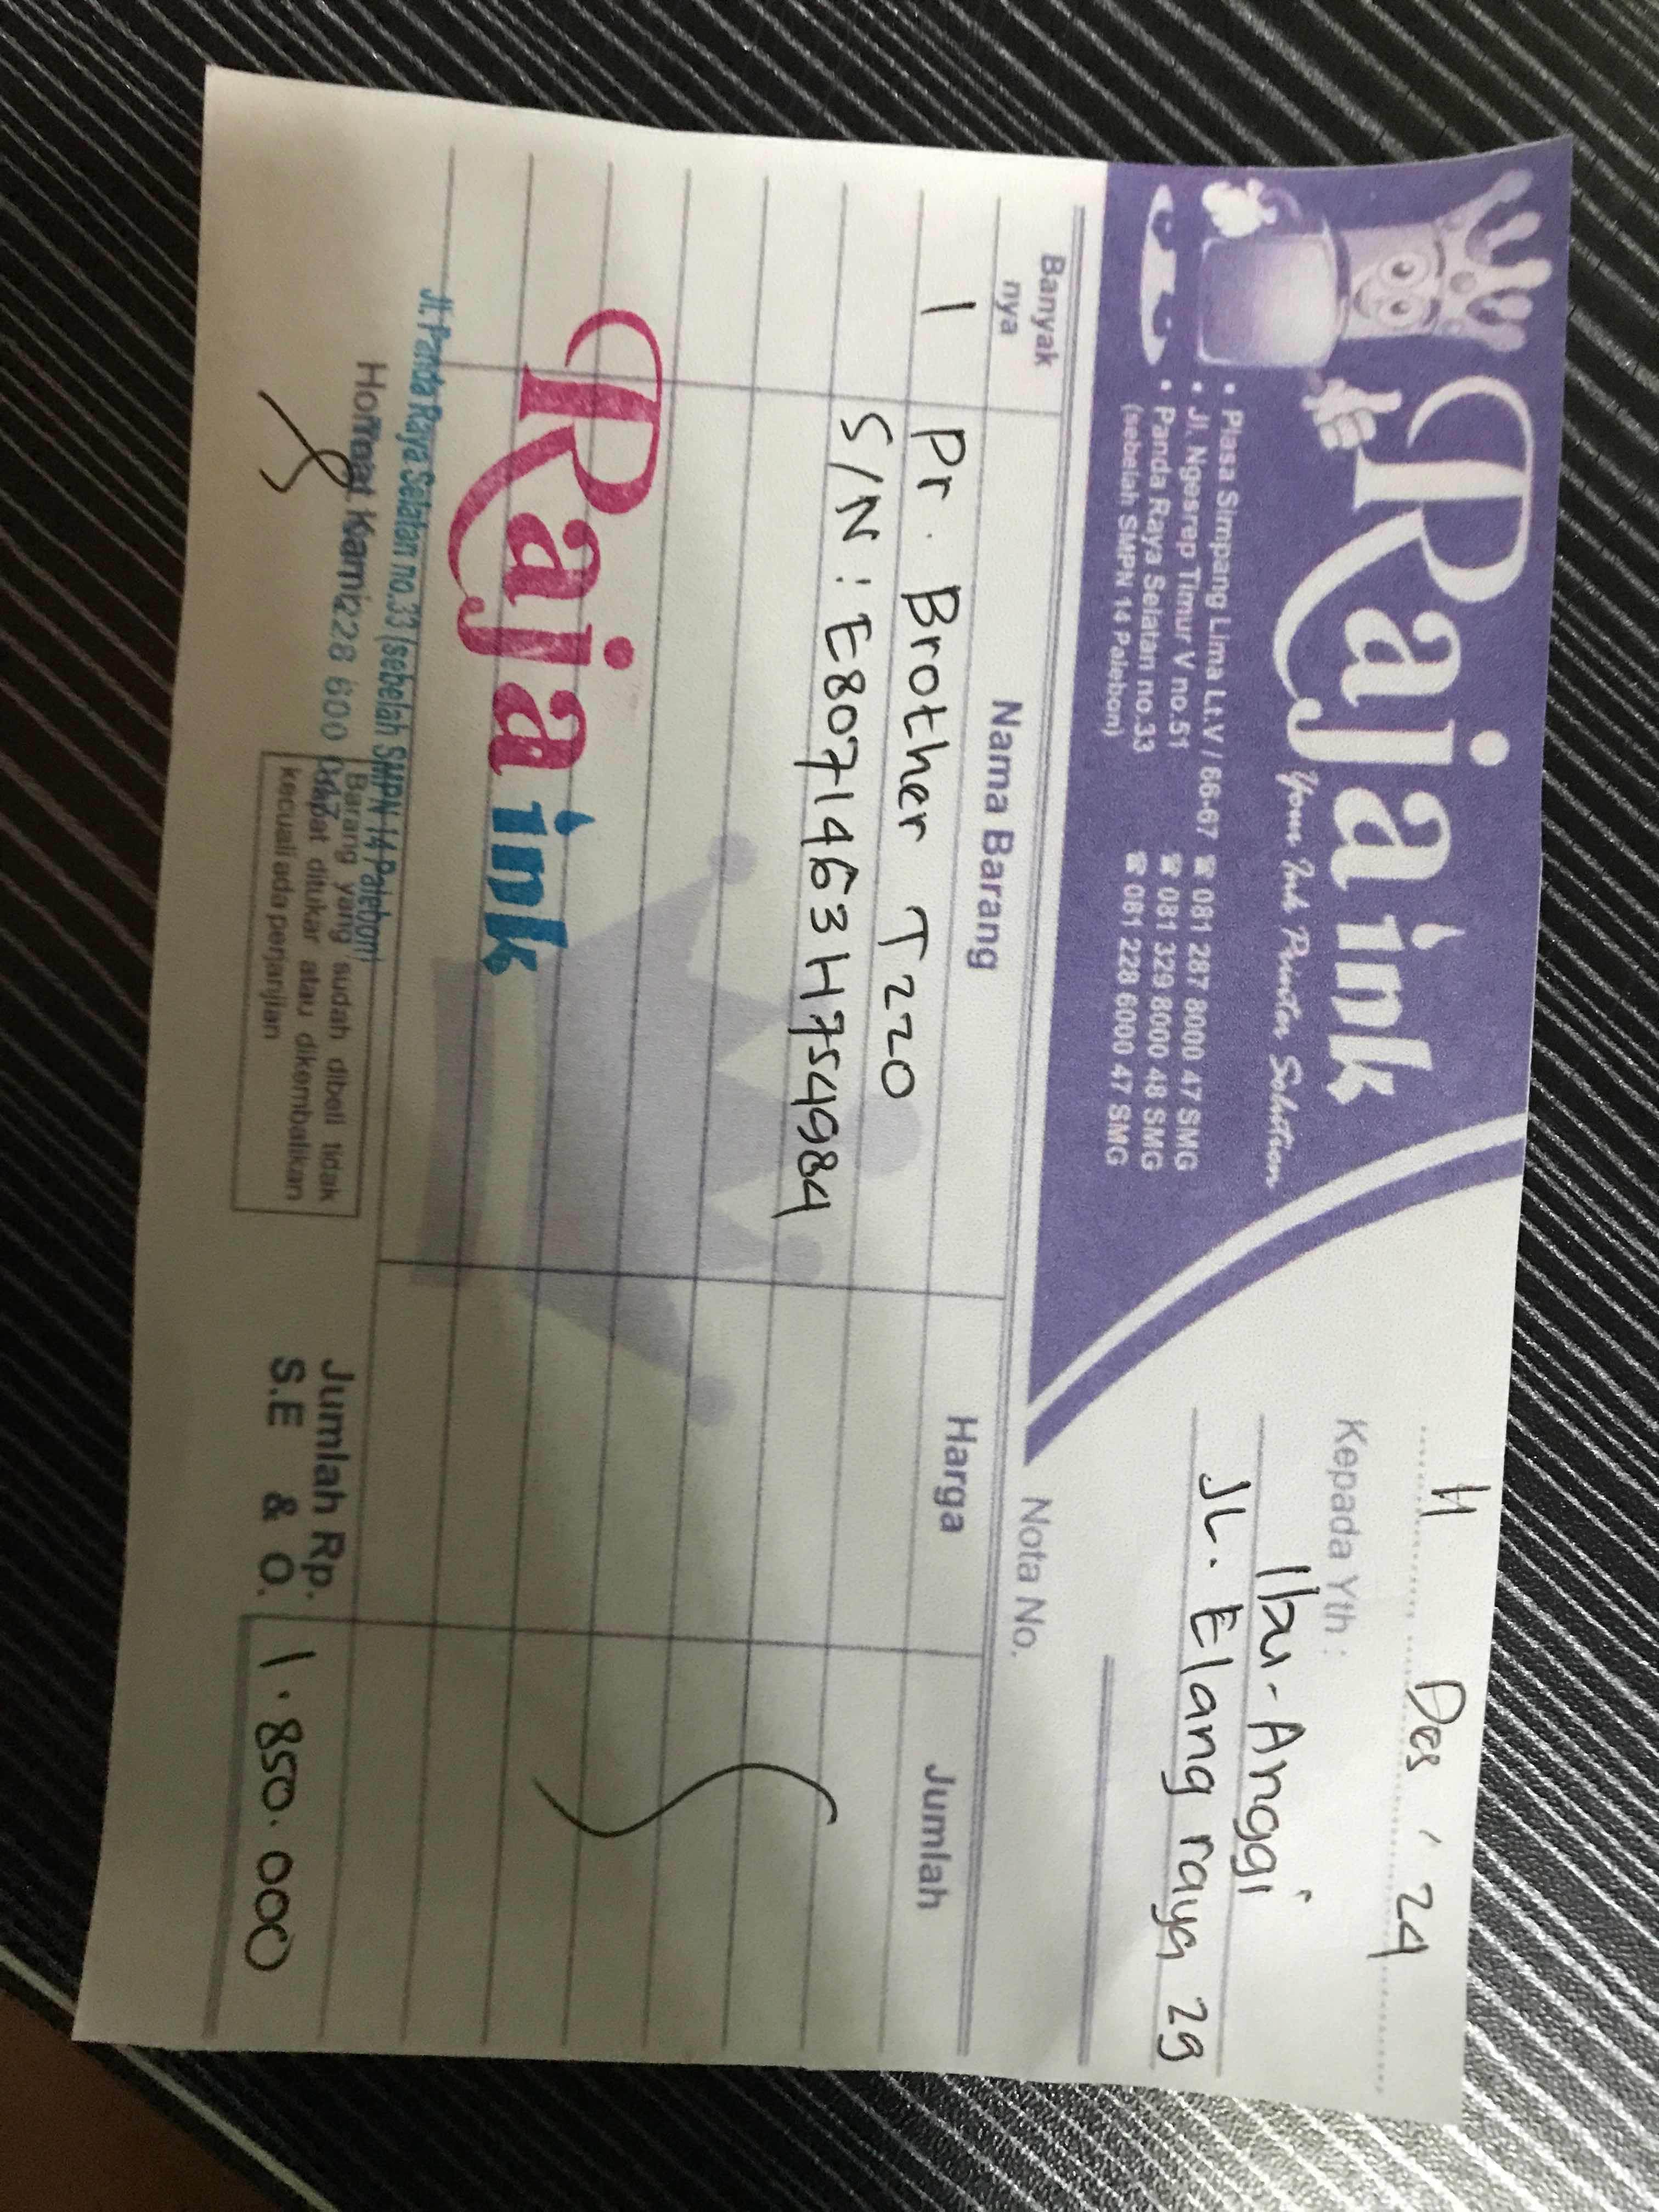 Raja ink
Your Ink Printer Solution
• Plasa Simpang Lima Lt.V / 66-67 ☎ 081 287 8000 47 SMG
• Jl. Ngesrep Timur V no.51 ☎ 081 329 8000 48 SMG
• Panda Raya Selatan no.33 ☎ 081 228 6000 47 SMG
(sebelah SMPN 14 Palebon)
Des, 24
Kepada Yth :
Ibu-Anggi
JL. Elang raya 29
Nota No.
Banyak nya Nama Barang Harga Jumlah
1 Pr. Brother T220
S/N : E80714G3H754984
Raja ink
Jl. Panda Raya Selatan no.33 (sebelah SMPN 14 Palebon)
Hormat Kami,
228 600
Barang yang sudah dibeli tidak
dapat ditukar atau dikembalikan
kecuali ada perjanjian
Jumlah Rp. 1.850.000
S.E & O.